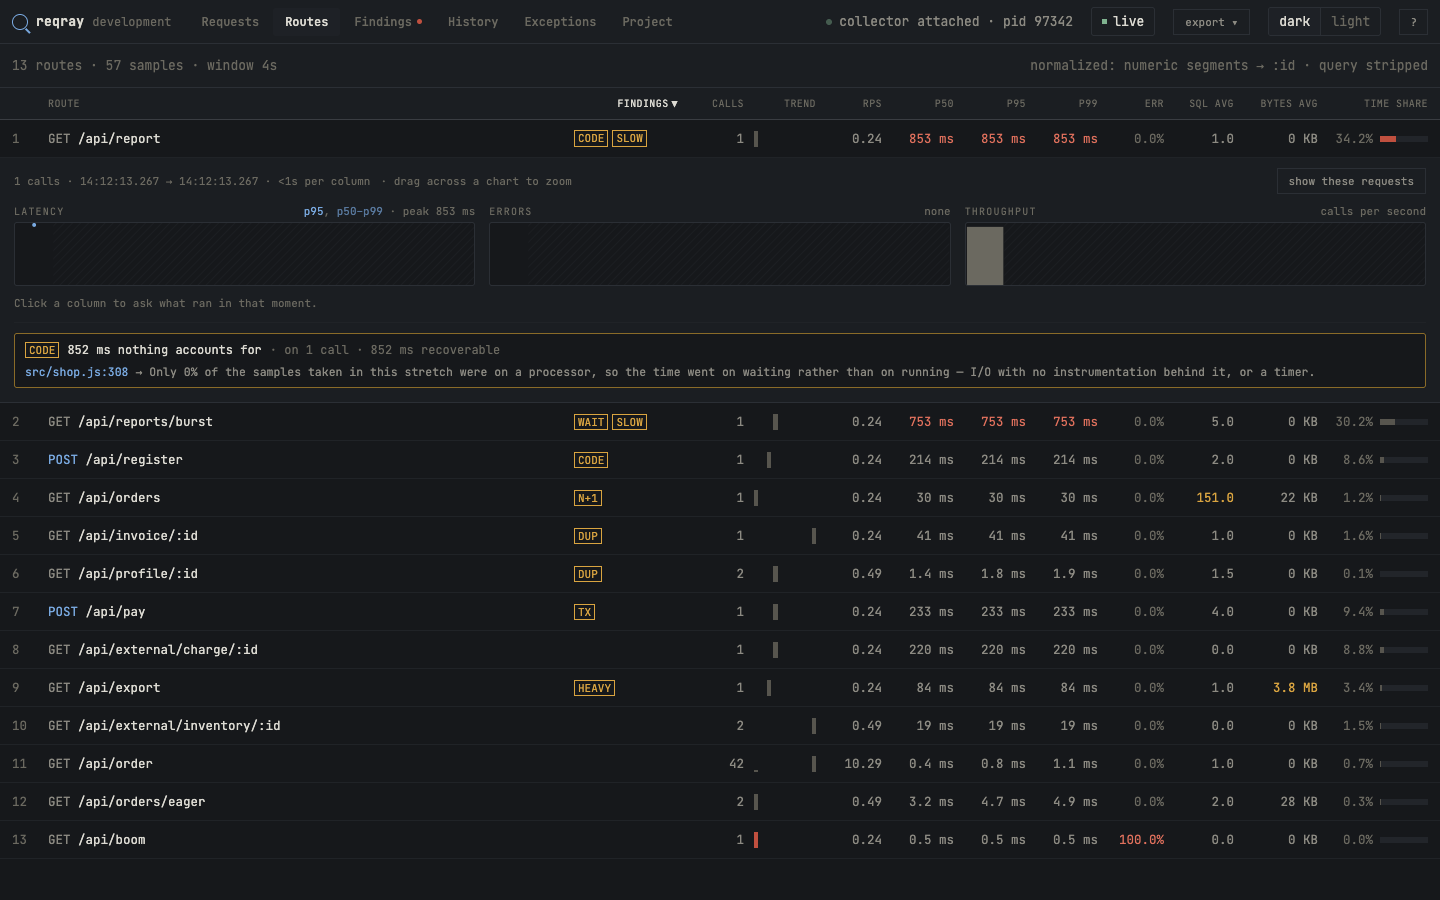 reqray development Requests Routes Findings History Exceptions Project collector attached · pid 97342 live export ▾ dark light ?
13 routes · 57 samples · window 4s normalized: numeric segments → :id · query stripped
ROUTE FINDINGS▼ CALLS TREND RPS P50 P95 P99 ERR SQL AVG BYTES AVG TIME SHARE
1 GET /api/report CODE SLOW 1 0.24 853 ms 853 ms 853 ms 0.0% 1.0 0 KB 34.2%
1 calls · 14:12:13.267 → 14:12:13.267 · <1s per column · drag across a chart to zoom show these requests
LATENCY p95, p50–p99 · peak 853 ms ERRORS none THROUGHPUT calls per second
Click a column to ask what ran in that moment.
CODE 852 ms nothing accounts for · on 1 call · 852 ms recoverable
src/shop.js:308 → Only 0% of the samples taken in this stretch were on a processor, so the time went on waiting rather than on running — I/O with no instrumentation behind it, or a timer.
2 GET /api/reports/burst WAIT SLOW 1 0.24 753 ms 753 ms 753 ms 0.0% 5.0 0 KB 30.2%
3 POST /api/register CODE 1 0.24 214 ms 214 ms 214 ms 0.0% 2.0 0 KB 8.6%
4 GET /api/orders N+1 1 0.24 30 ms 30 ms 30 ms 0.0% 151.0 22 KB 1.2%
5 GET /api/invoice/:id DUP 1 0.24 41 ms 41 ms 41 ms 0.0% 1.0 0 KB 1.6%
6 GET /api/profile/:id DUP 2 0.49 1.4 ms 1.8 ms 1.9 ms 0.0% 1.5 0 KB 0.1%
7 POST /api/pay TX 1 0.24 233 ms 233 ms 233 ms 0.0% 4.0 0 KB 9.4%
8 GET /api/external/charge/:id 1 0.24 220 ms 220 ms 220 ms 0.0% 0.0 0 KB 8.8%
9 GET /api/export HEAVY 1 0.24 84 ms 84 ms 84 ms 0.0% 1.0 3.8 MB 3.4%
10 GET /api/external/inventory/:id 2 0.49 19 ms 19 ms 19 ms 0.0% 0.0 0 KB 1.5%
11 GET /api/order 42 10.29 0.4 ms 0.8 ms 1.1 ms 0.0% 1.0 0 KB 0.7%
12 GET /api/orders/eager 2 0.49 3.2 ms 4.7 ms 4.9 ms 0.0% 2.0 28 KB 0.3%
13 GET /api/boom 1 0.24 0.5 ms 0.5 ms 0.5 ms 100.0% 0.0 0 KB 0.0%